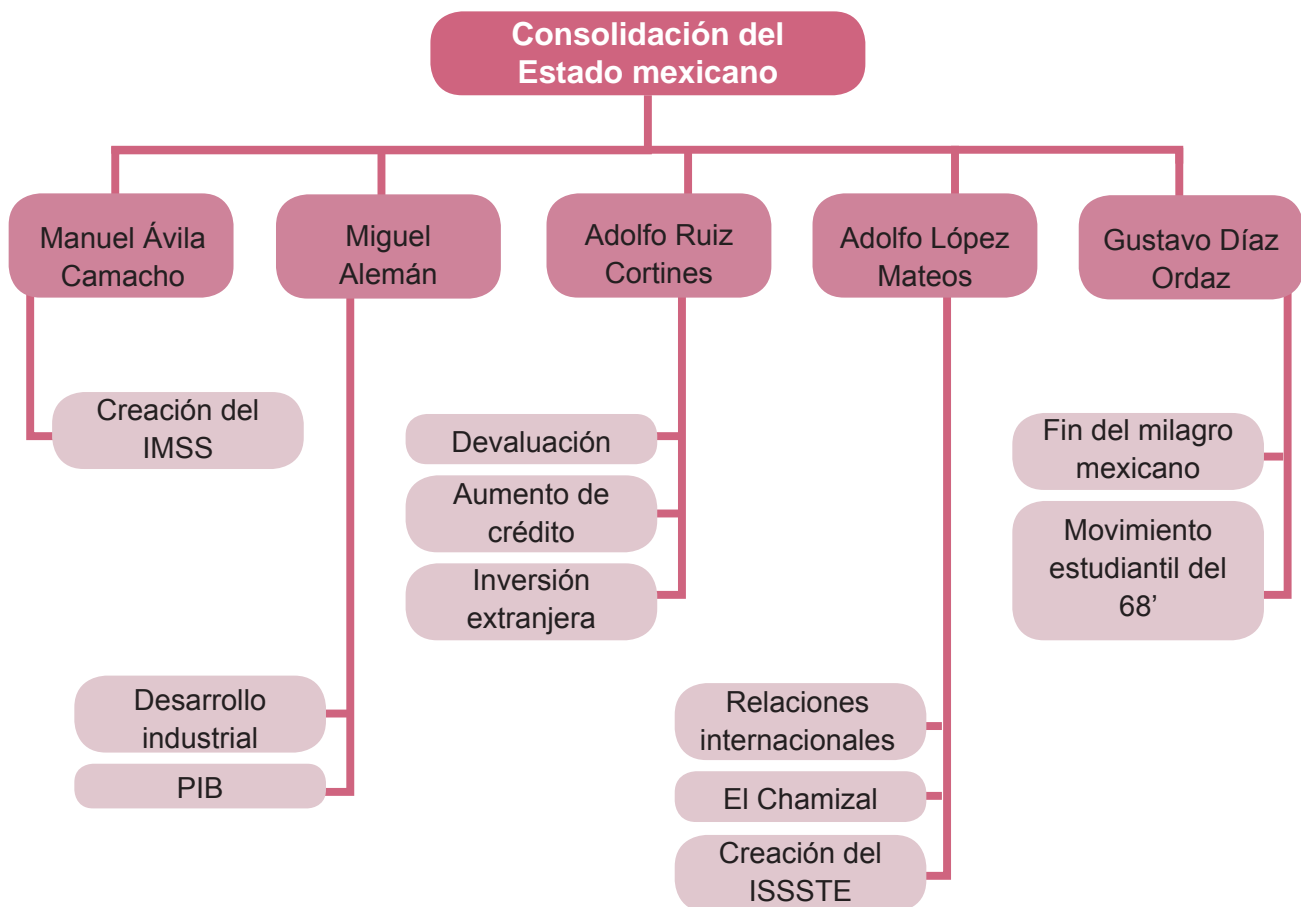 Consolidación del
Estado mexicano
Manuel Ávila
Camacho
Miguel
Alemán
Adolfo Ruiz
Cortines
Adolfo López
Mateos
Gustavo Díaz
Ordaz
Creación del
IMSS
Desarrollo
industrial
PIB
Devaluación
Aumento de
crédito
Inversión
extranjera
Relaciones
internacionales
El Chamizal
Creación del
ISSSTE
Fin del milagro
mexicano
Movimiento
estudiantil del
68’